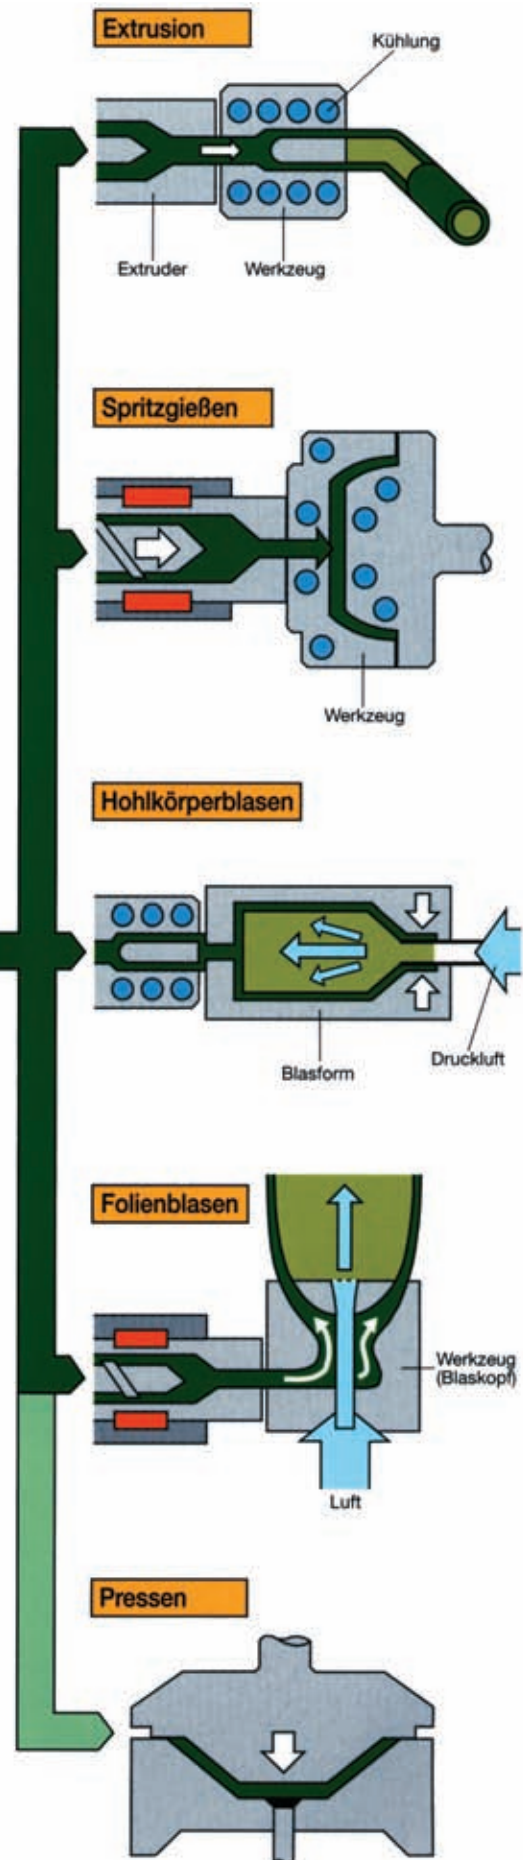 Extrusion
Kühlung
Extruder
Werkzeug
Spritzgießen
Werkzeug
Hohlkörperblasen
Blasform
Druckluft
Folienblasen
Werkzeug
(Blaskopf)
Luft
Pressen